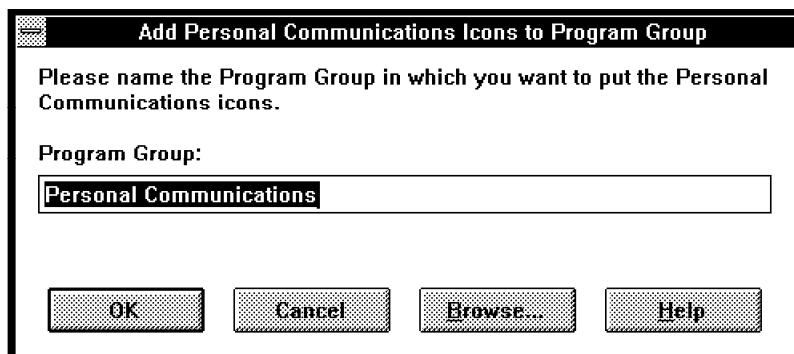 Add Personal Communications Icons to Program Group
Please name the Program Group in which you want to put the Personal
Communications icons.
Program Group:
Personal Communications
OK
Cancel
Browse...
Help